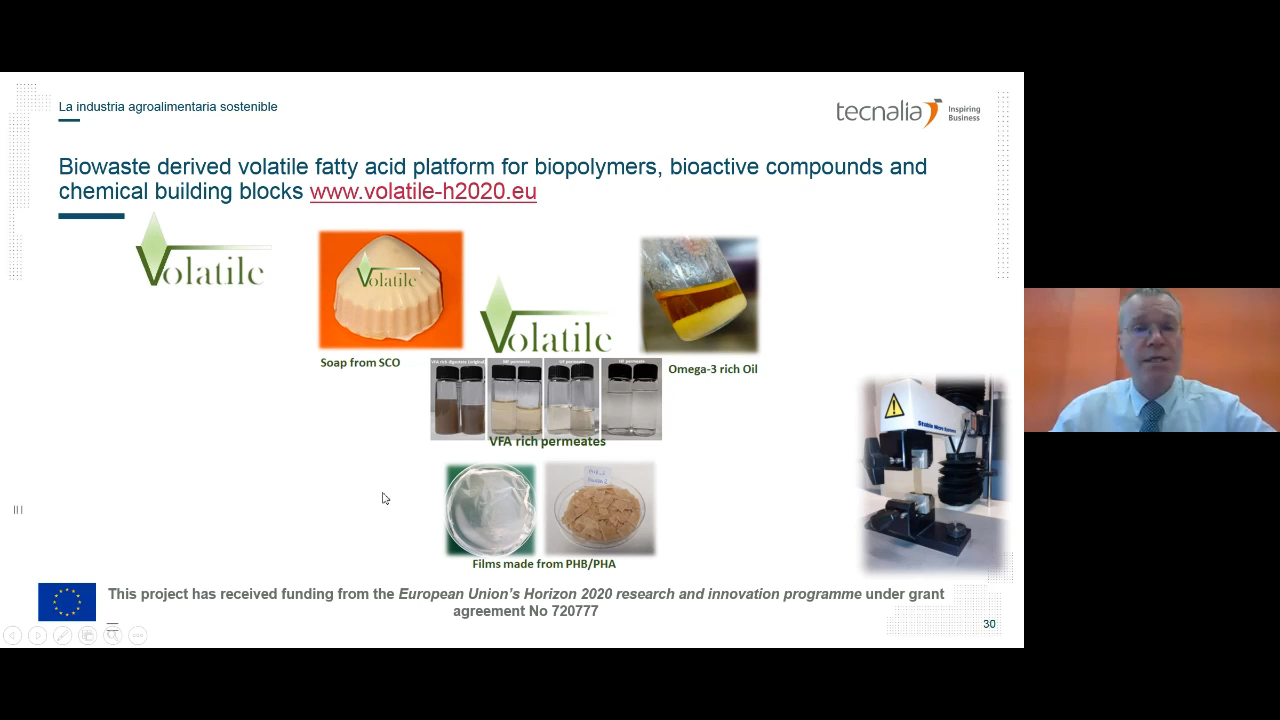 La industria agroalimentaria sostenible
tecnalia Inspiring
Business
Biowaste derived volatile fatty acid platform for biopolymers, bioactive compounds and
chemical building blocks www.volatile-h2020.eu
Volatile
Volatile
Volatile
Soap from SCO
Omega-3 rich Oil
VFA rich permeates
Films made from PHB/PHA
This project has received funding from the European Union's Horizon 2020 research and innovation programme under grant
agreement No 720777
30